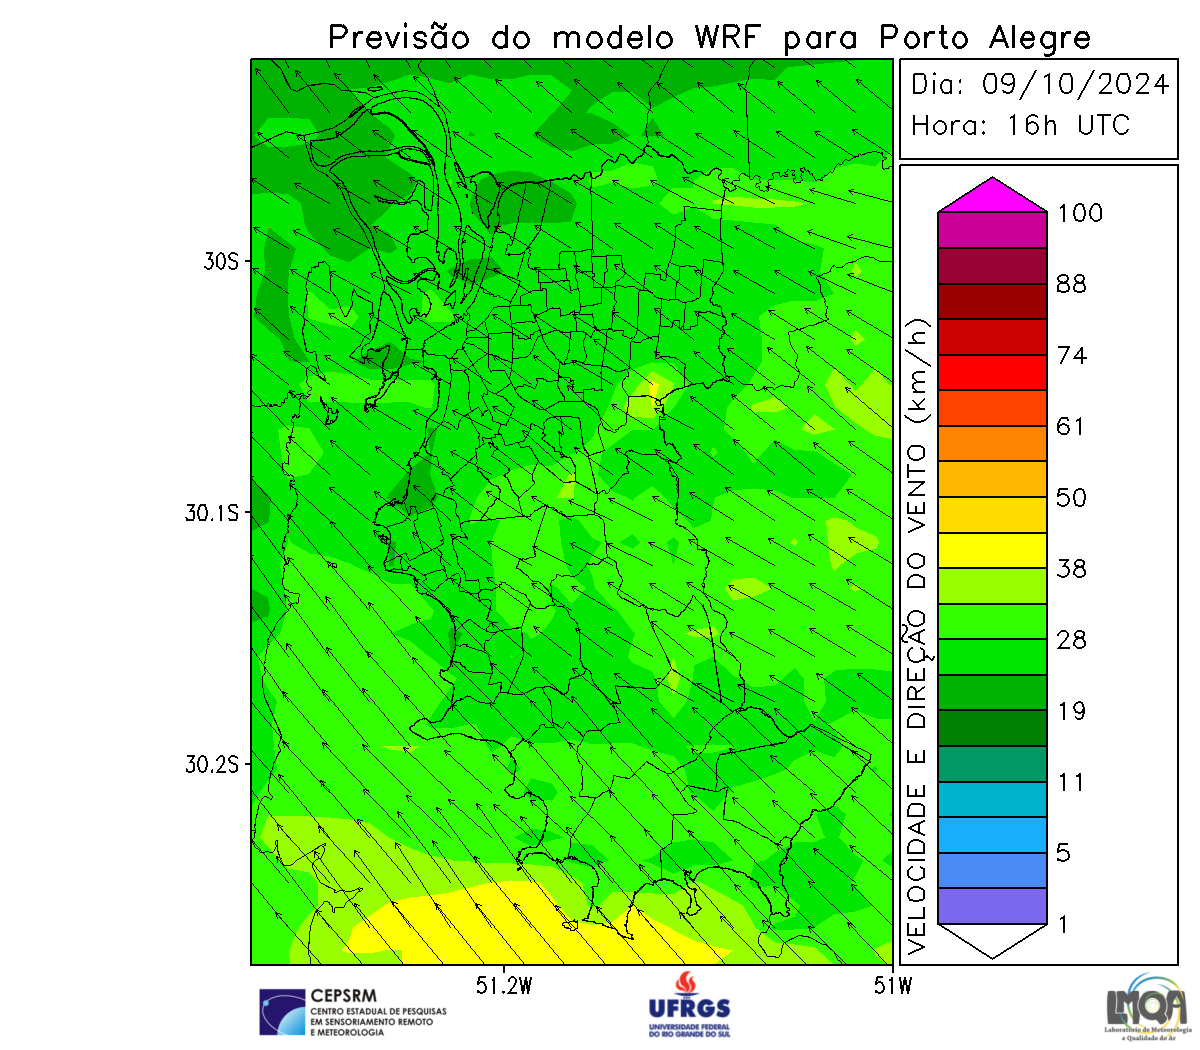 Previsão do modelo WRF para Porto Alegre
Dia: 09/10/2024
Hora: 16h UTC
30S
30.1S
30.2S
51.2W
51W
VELOCIDADE E DIREÇÃO DO VENTO (km/h)
100
88
74
61
50
38
28
19
11
5
1
CEPSRM
CENTRO ESTADUAL DE PESQUISAS
EM SENSORIAMENTO REMOTO
E METEOROLOGIA
UFRGS
UNIVERSIDADE FEDERAL
DO RIO GRANDE DO SUL
LMQA
Laboratório de Meteorologia
e Qualidade do Ar